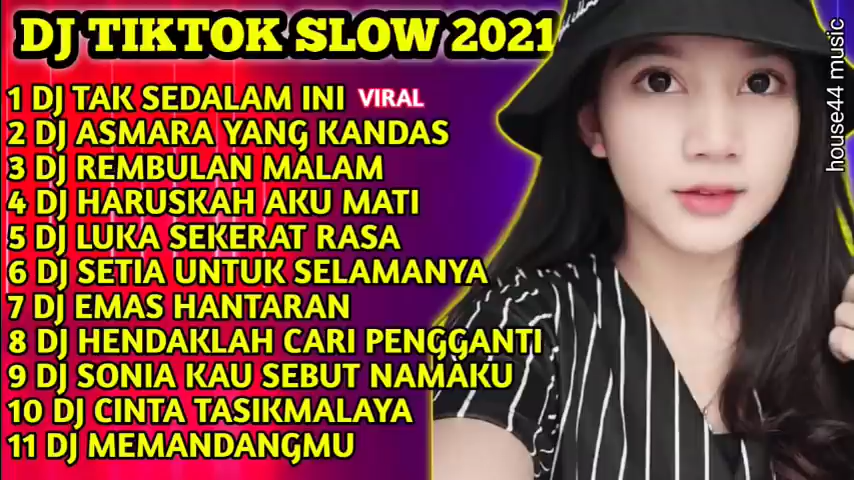 DJ TIKTOK SLOW 2021
1 DJ TAK SEDALAM INI VIRAL
2 DJ ASMARA YANG KANDAS
3 DJ REMBULAN MALAM
4 DJ HARUSKAH AKU MATI
5 DJ LUKA SEKERAT RASA
6 DJ SETIA UNTUK SELAMANYA
7 DJ EMAS HANTARAN
8 DJ HENDAKLAH CARI PENGGANTI
9 DJ SONIA KAU SEBUT NAMAKU
10 DJ CINTA TASIKMALAYA
11 DJ MEMANDANGMU
house44 music